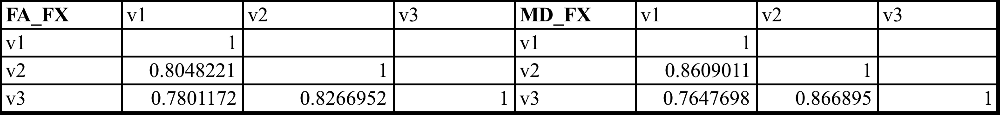 FA_FX v1 v2 v3 MD_FX v1 v2 v3
v1 1 v1 1
v2 0.8048221 1 v2 0.8609011 1
v3 0.7801172 0.8266952 1 v3 0.7647698 0.866895 1